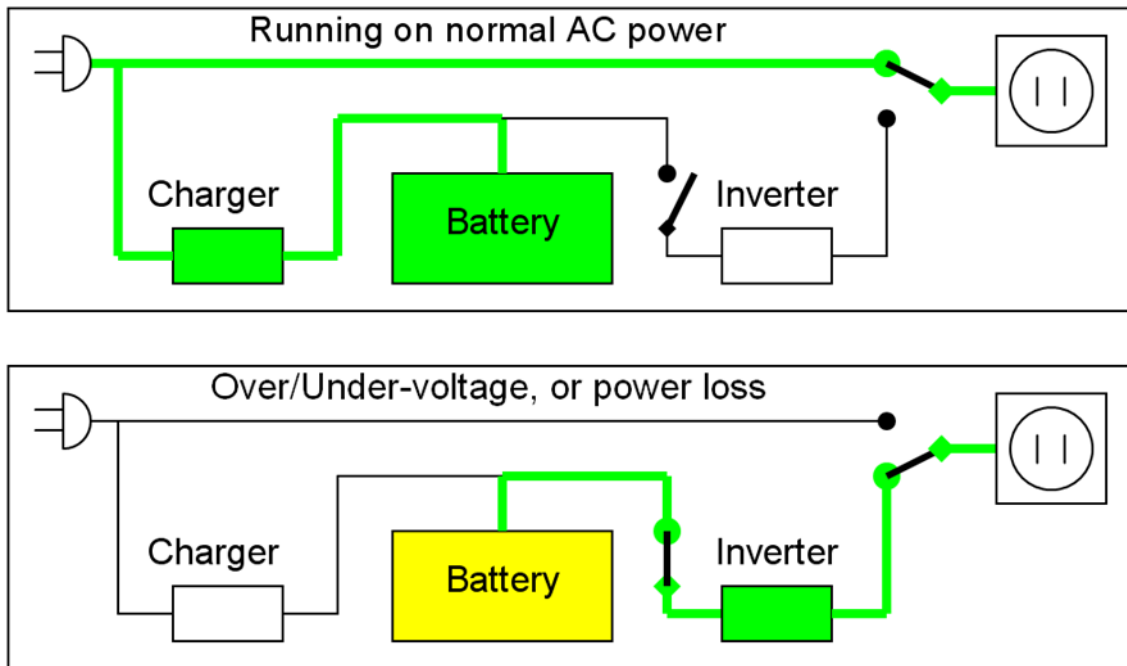 Running on normal AC power
Charger
Battery
Inverter
Over/Under-voltage, or power loss
Charger
Battery
Inverter